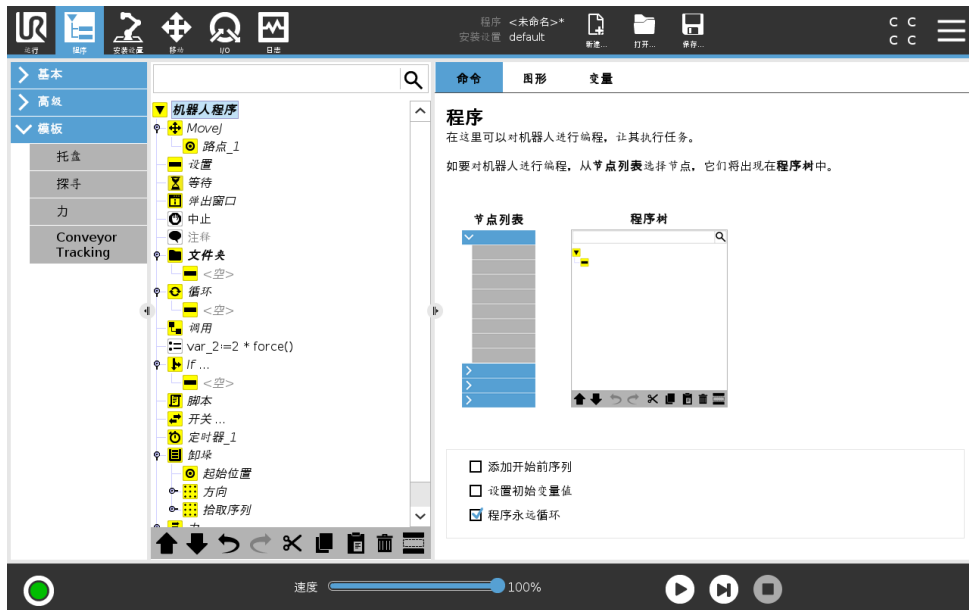 UR
运行
程序
安装设置
移动
I/O
日志
程序 <未命名>*
安装设置 default
新建...
打开...
保存...
C C
C C
基本
高级
模板
托盘
探寻
力
Conveyor
Tracking
机器人程序
MoveJ
路点_1
设置
等待
弹出窗口
中止
注释
文件夹
<空>
循环
<空>
调用
var_2:=2 * force()
If ...
<空>
脚本
开关 ...
定时器_1
卸垛
起始位置
方向
拾取序列
力
命令 图形 变量
程序
在这里可以对机器人进行编程，让其执行任务。
如要对机器人进行编程，从节点列表选择节点，它们将出现在程序树中。
节点列表
程序树
添加开始前序列
设置初始变量值
程序永远循环
速度
100%